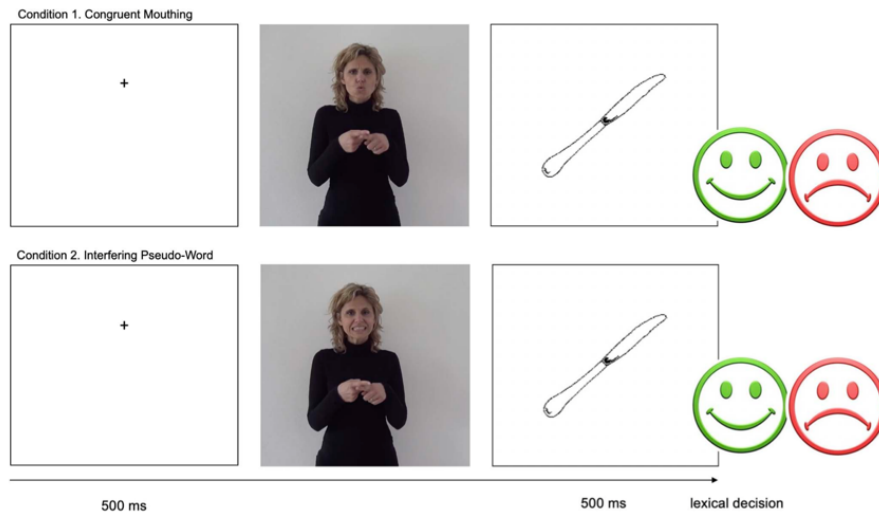 Condition 1. Congruent Mouthing
+
Condition 2. Interfering Pseudo-Word
+
500 ms
500 ms
lexical decision